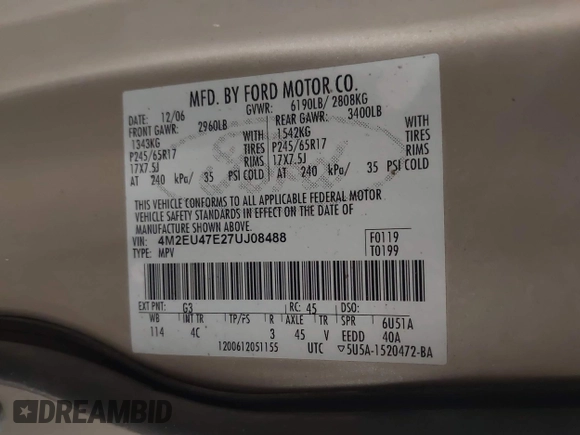 MFD. BY FORD MOTOR CO.
DATE: 12/06 GVWR: 6190LB/ 2808KG
FRONT GAWR: 2960LB REAR GAWR: 3400LB
1343KG WITH 1542KG WITH
P245/65R17 TIRES P245/65R17 TIRES
17X7.5J RIMS 17X7.5J RIMS
AT 240 kPa/ 35 PSI COLD AT 240 kPa/ 35 PSI COLD
THIS VEHICLE CONFORMS TO ALL APPLICABLE FEDERAL MOTOR
VEHICLE SAFETY STANDARDS IN EFFECT ON THE DATE OF
MANUFACTURE SHOWN ABOVE.
VIN: 4M2EU47E27UJ08488 F0119
TYPE: MPV T0199
EXT PNT: G3 RC: 45 DSO:
WB INT TR TP/PS R AXLE TR SPR 6U51A
114 4C 3 45 V EEDD 40A
1200612051155 UTC ▽5U5A-1520472-BA
DREAMBID